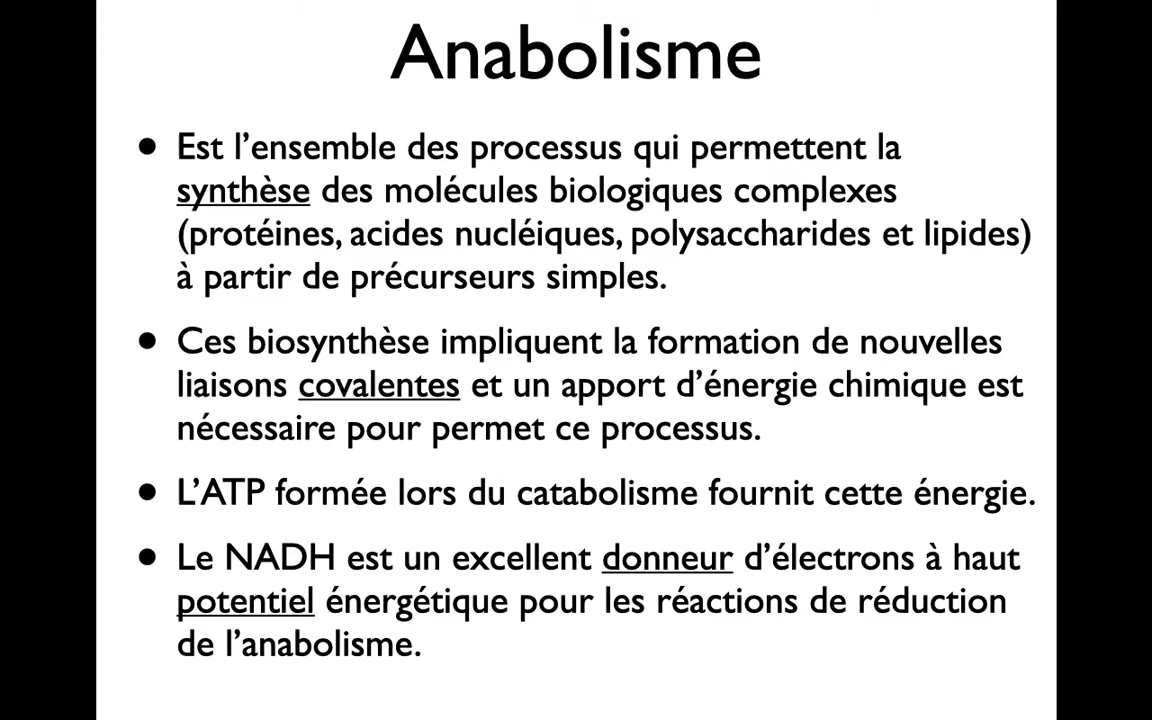 Anabolisme
• Est l’ensemble des processus qui permettent la
synthèse des molécules biologiques complexes
(protéines, acides nucléiques, polysaccharides et lipides)
à partir de précurseurs simples.
• Ces biosynthèse impliquent la formation de nouvelles
liaisons covalentes et un apport d’énergie chimique est
nécessaire pour permet ce processus.
• L’ATP formée lors du catabolisme fournit cette énergie.
• Le NADH est un excellent donneur d’électrons à haut
potentiel énergétique pour les réactions de réduction
de l’anabolisme.